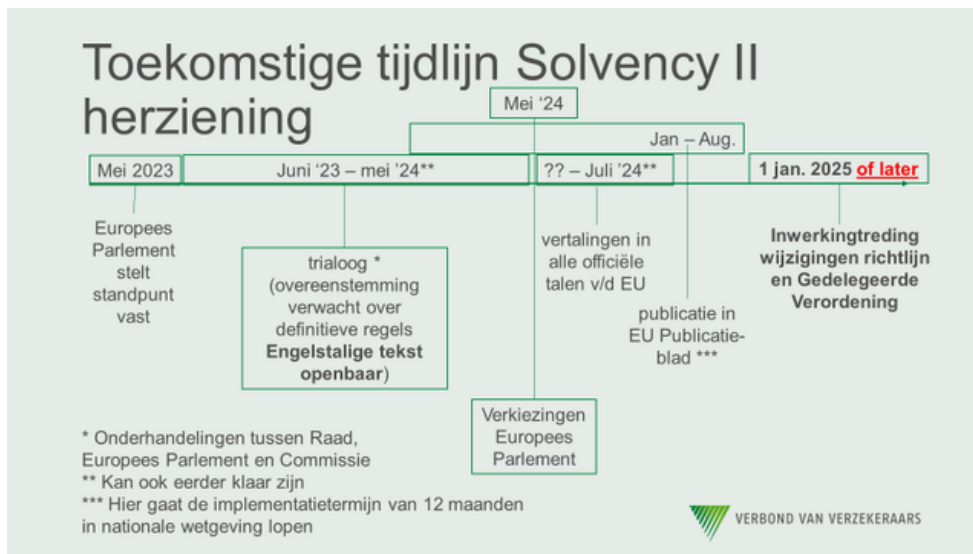 Toekomstige tijdlijn Solvency II
herziening
Mei ‘24
Jan – Aug.
Mei 2023
Juni ‘23 – mei ’24**
?? – Juli ’24**
1 jan. 2025 of later
Europees
Parlement
stelt
standpunt
vast
trialoog *
(overeenstemming
verwacht over
definitieve regels
Engelstalige tekst
openbaar)
vertalingen in
alle officiële
talen v/d EU
publicatie in
EU Publicatie-
blad ***
Inwerkingtreding
wijzigingen richtlijn
en Gedelegeerde
Verordening
Verkiezingen
Europees
Parlement
* Onderhandelingen tussen Raad,
Europees Parlement en Commissie
** Kan ook eerder klaar zijn
*** Hier gaat de implementatietermijn van 12 maanden
in nationale wetgeving lopen
VERBOND VAN VERZEKERAARS